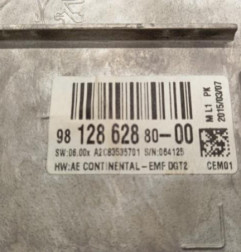 98 128 628 80-00
SW:06.00x A2C83535701 S/N:064125
HW:AE CONTINENTAL-EMF DGT2
M L1 PK
2015/03/07
CEM01